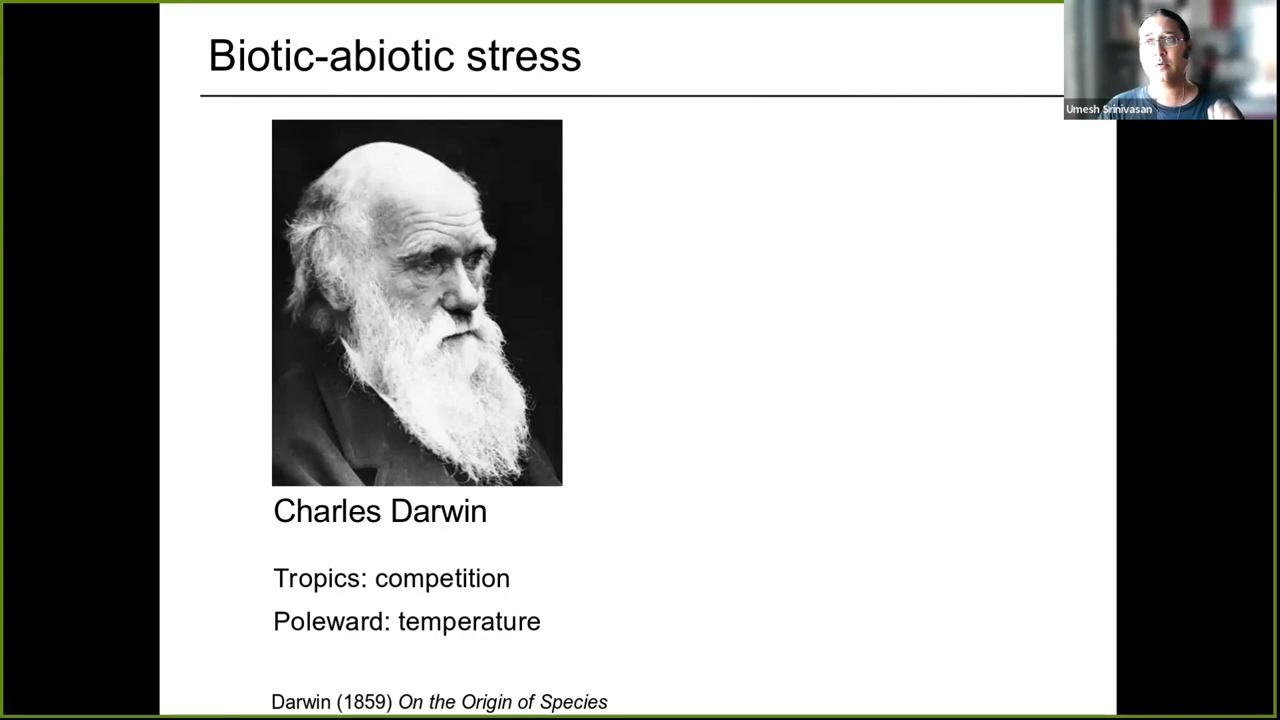 Biotic-abiotic stress
Umesh Srinivasan
Charles Darwin
Tropics: competition
Poleward: temperature
Darwin (1859) On the Origin of Species